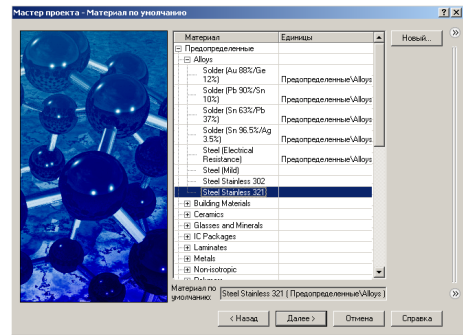 Мастер проекта - Материал по умолчанию
Материал Единицы
Новый...
Предопределенные
Alloys
Solder (Au 88%/Ge 12%) Предопределенные\Alloys
Solder (Pb 90%/Sn 10%) Предопределенные\Alloys
Solder (Sn 63%/Pb 37%) Предопределенные\Alloys
Solder (Sn 96.5%/Ag 3.5%) Предопределенные\Alloys
Steel (Electrical Resistance) Предопределенные\Alloys
Steel (Mild)
Steel Stainless 302
Steel Stainless 321
Building Materials
Ceramics
Glasses and Minerals
IC Packages
Laminates
Metals
Non-isotropic
Материал по умолчанию: Steel Stainless 321 ( Предопределенные\Alloys )
< Назад Далее > Отмена Справка